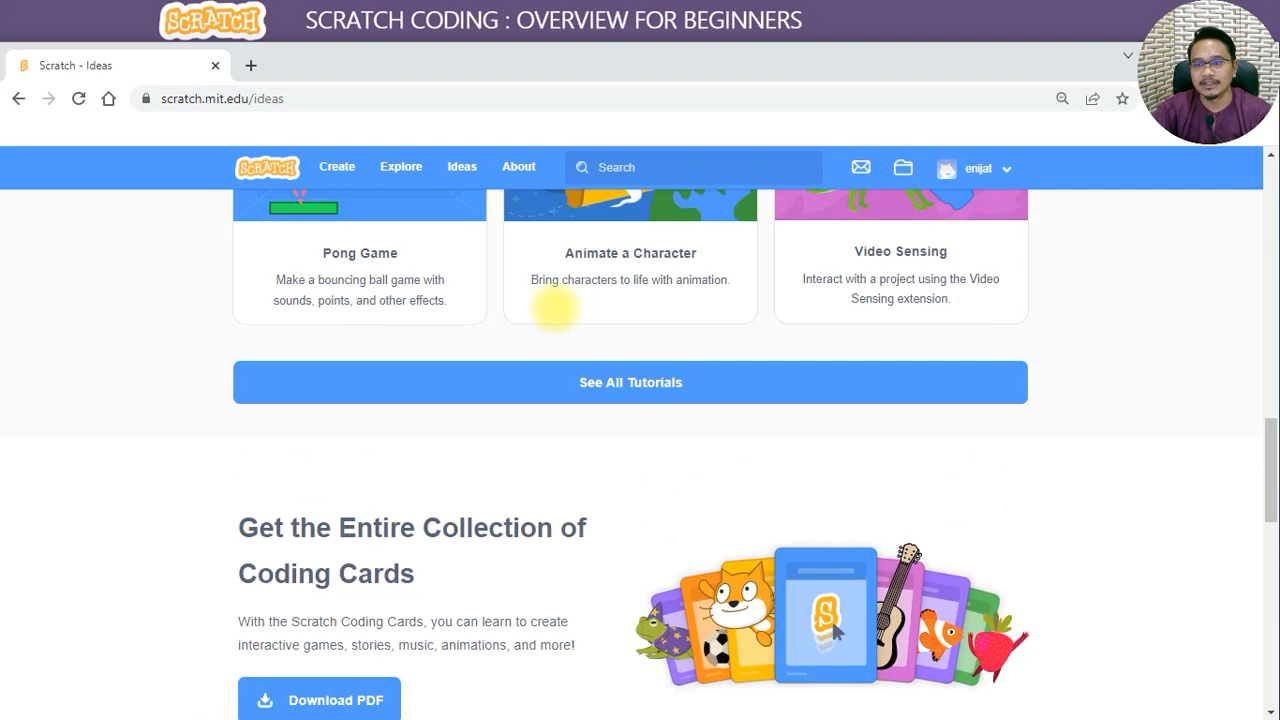 SCRATCH
SCRATCH CODING : OVERVIEW FOR BEGINNERS
Scratch - Ideas
scratch.mit.edu/ideas
SCRATCH
Create
Explore
Ideas
About
Search
enijat
Pong Game
Make a bouncing ball game with
sounds, points, and other effects.
Animate a Character
Bring characters to life with animation.
Video Sensing
Interact with a project using the Video
Sensing extension.
See All Tutorials
Get the Entire Collection of
Coding Cards
With the Scratch Coding Cards, you can learn to create
interactive games, stories, music, animations, and more!
S
Download PDF